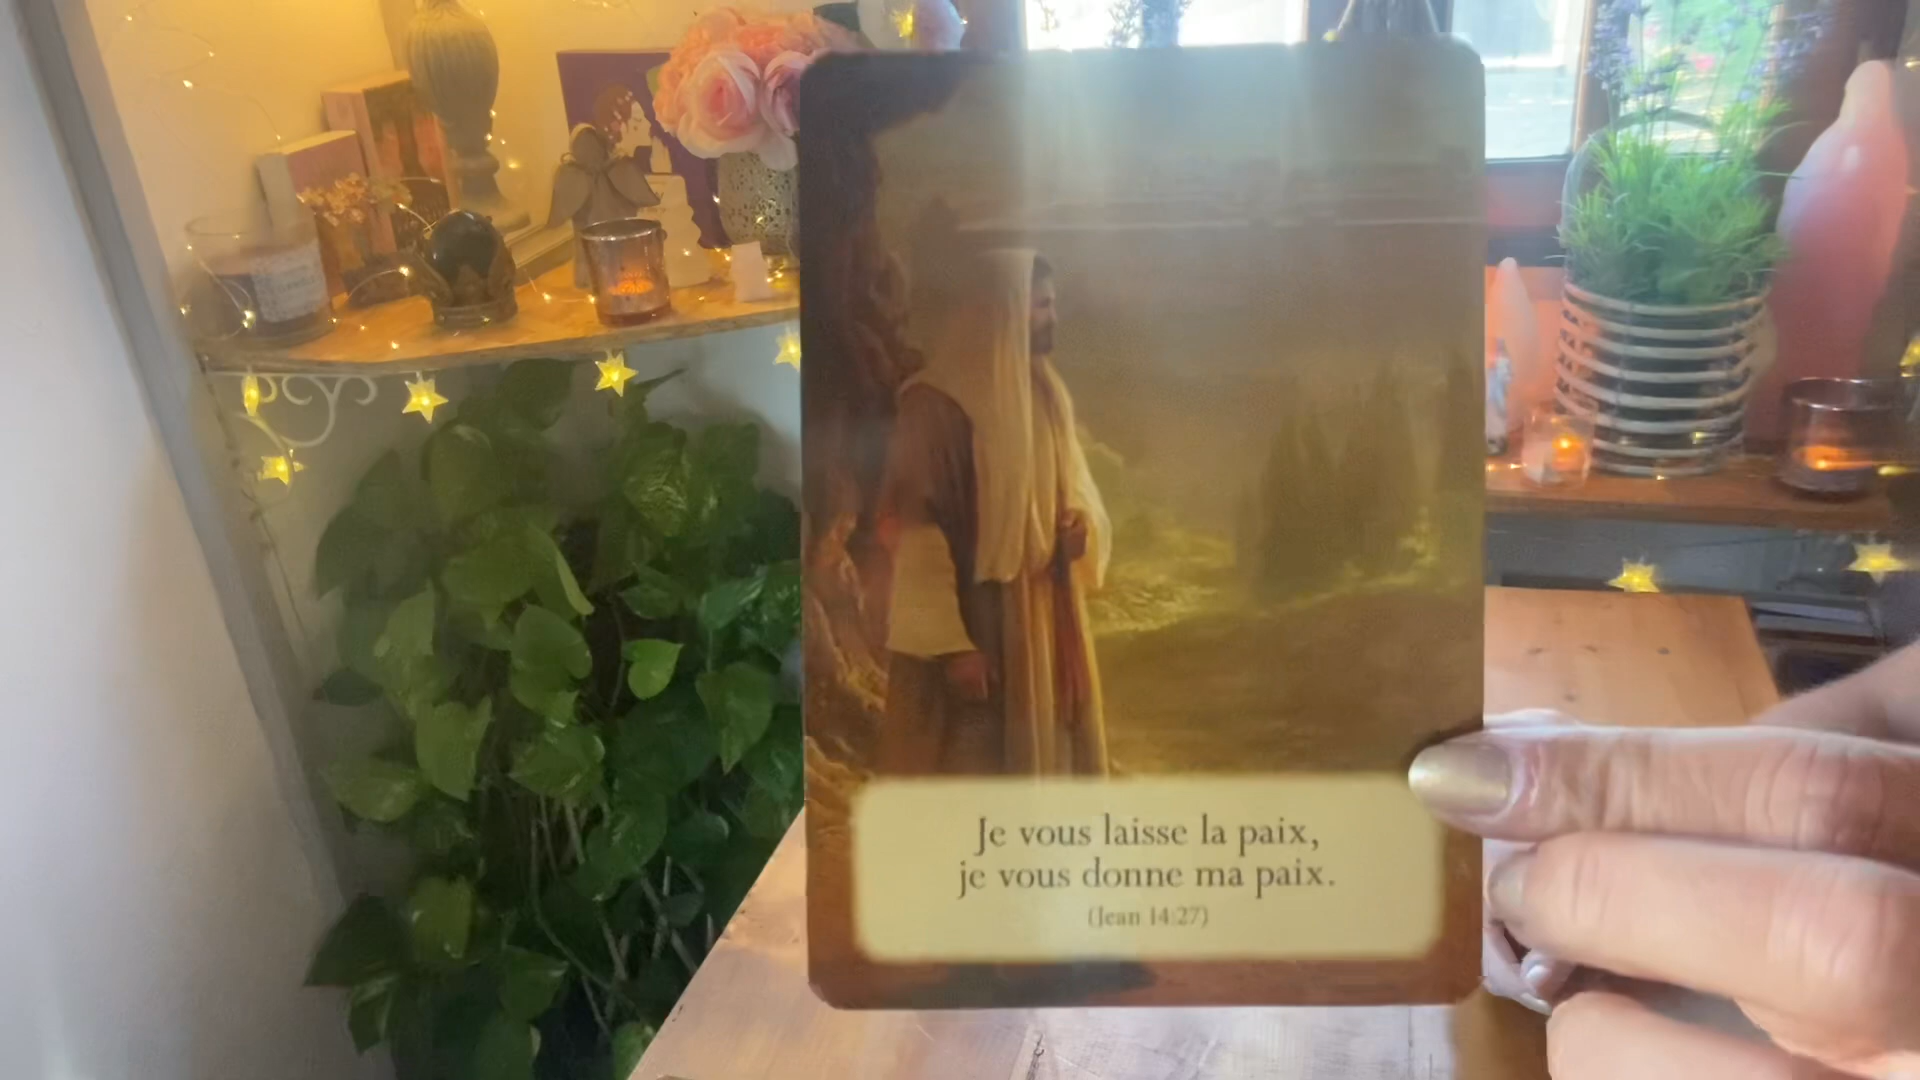 Je vous laisse la paix,
je vous donne ma paix.
(Jean 14:27)